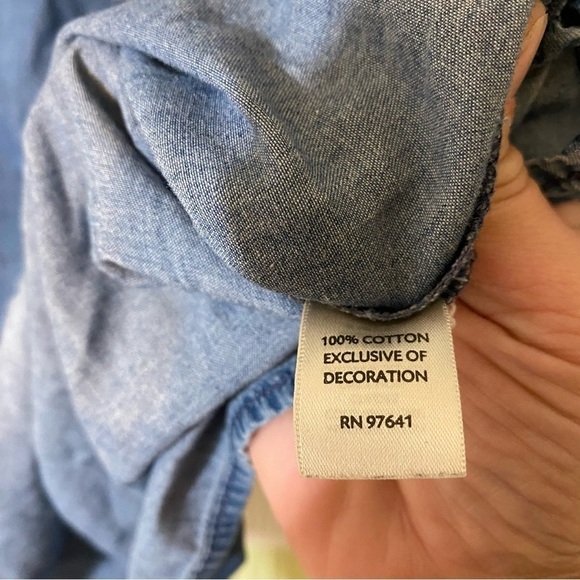 100% COTTON
EXCLUSIVE OF
DECORATION
RN 97641